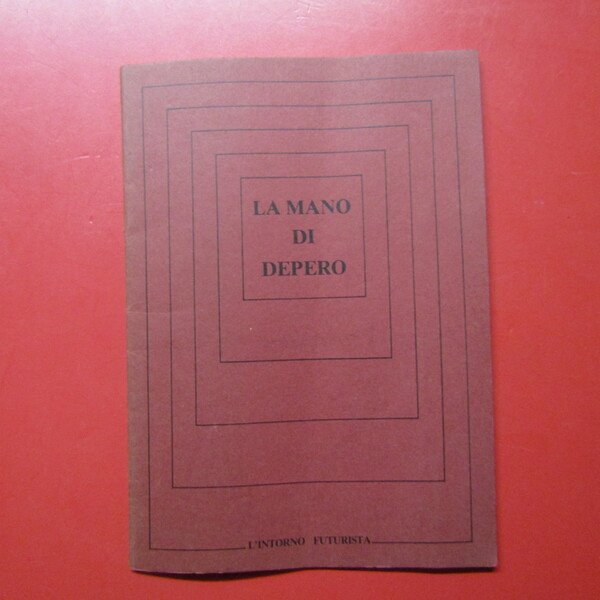 LA MANO
DI
DEPERO
L'INTORNO FUTURISTA